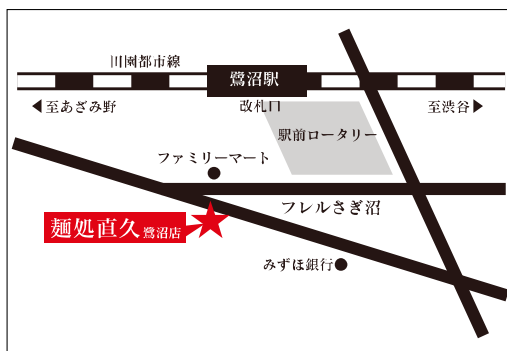 田園都市線
鷺沼駅
至あざみ野
改札口
至渋谷
駅前ロータリー
ファミリーマート
フレルさぎ沼
麺処直久 鷺沼店
みずほ銀行